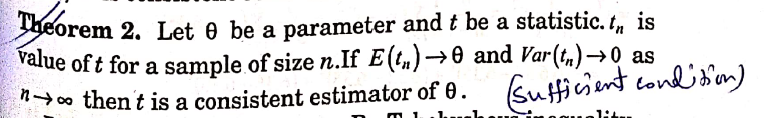 Theorem 2. Let θ be a parameter and t be a statistic. tₙ is
value of t for a sample of size n.If E(tₙ)→θ and Var(tₙ)→0 as
n→∞ then t is a consistent estimator of θ. (Sufficient condition)